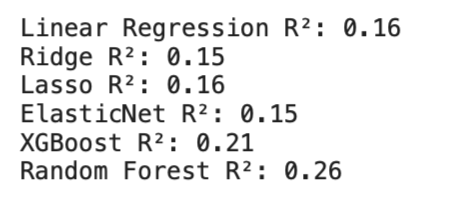 Linear Regression R²: 0.16
Ridge R²: 0.15
Lasso R²: 0.16
ElasticNet R²: 0.15
XGBoost R²: 0.21
Random Forest R²: 0.26